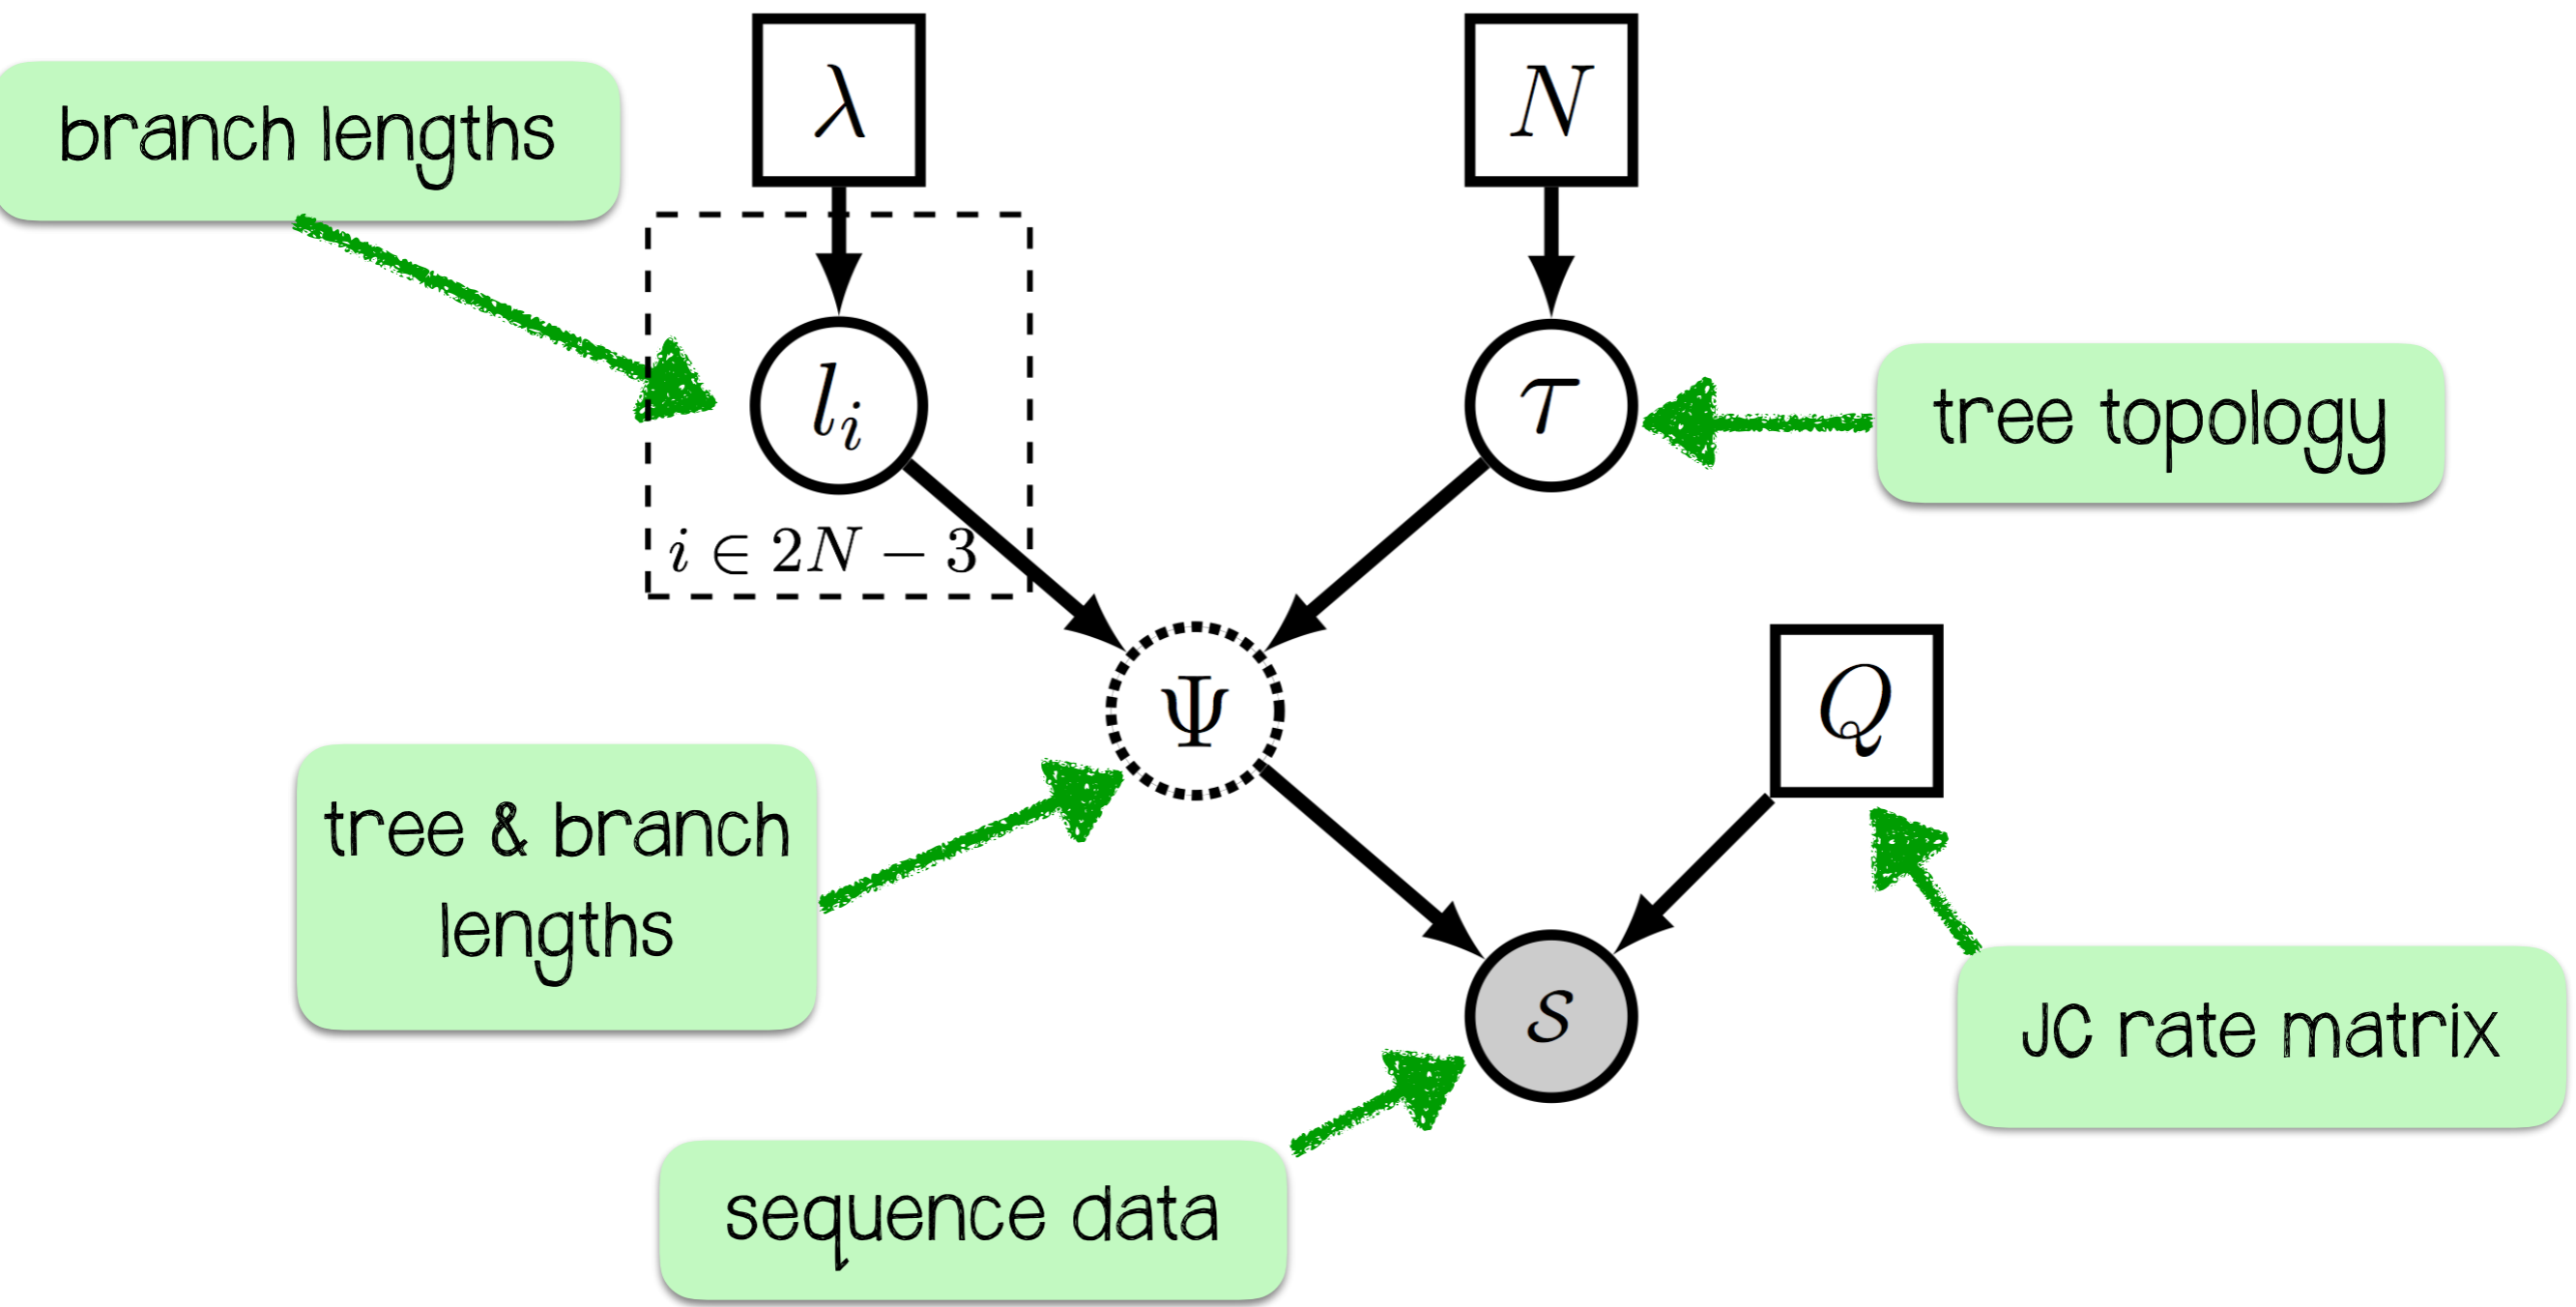 λ
N
branch lengths
l_i
τ
tree topology
i ∈ 2N − 3
Ψ
Q
tree & branch
lengths
S
JC rate matrix
sequence data